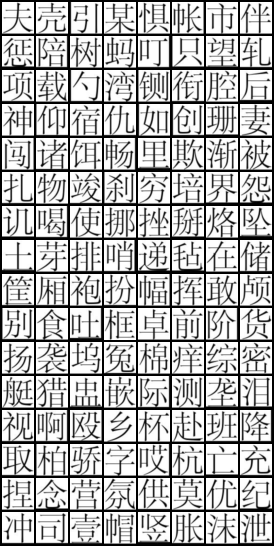 夫壳引某惧帐市伴
惩陪树蚂叮只望轧
项载勺湾铡衔腔后
神仰宿仇如创珊妻
闯诸饵畅里欺渐被
扎物竣刹穷培界怨
讥喝使挪挫掰烙坠
土芽排哨递毡在储
筐厢袍扮幅挥敢颅
别食吐框卓前阶货
扬袭坞冤棉痒综密
艇猎盅嵌际测垄泪
视啊殴乡杯赴班降
取柏骄字哎杭亡充
捏念营氛供莫优纪
冲司壹帽竖胀沫泄